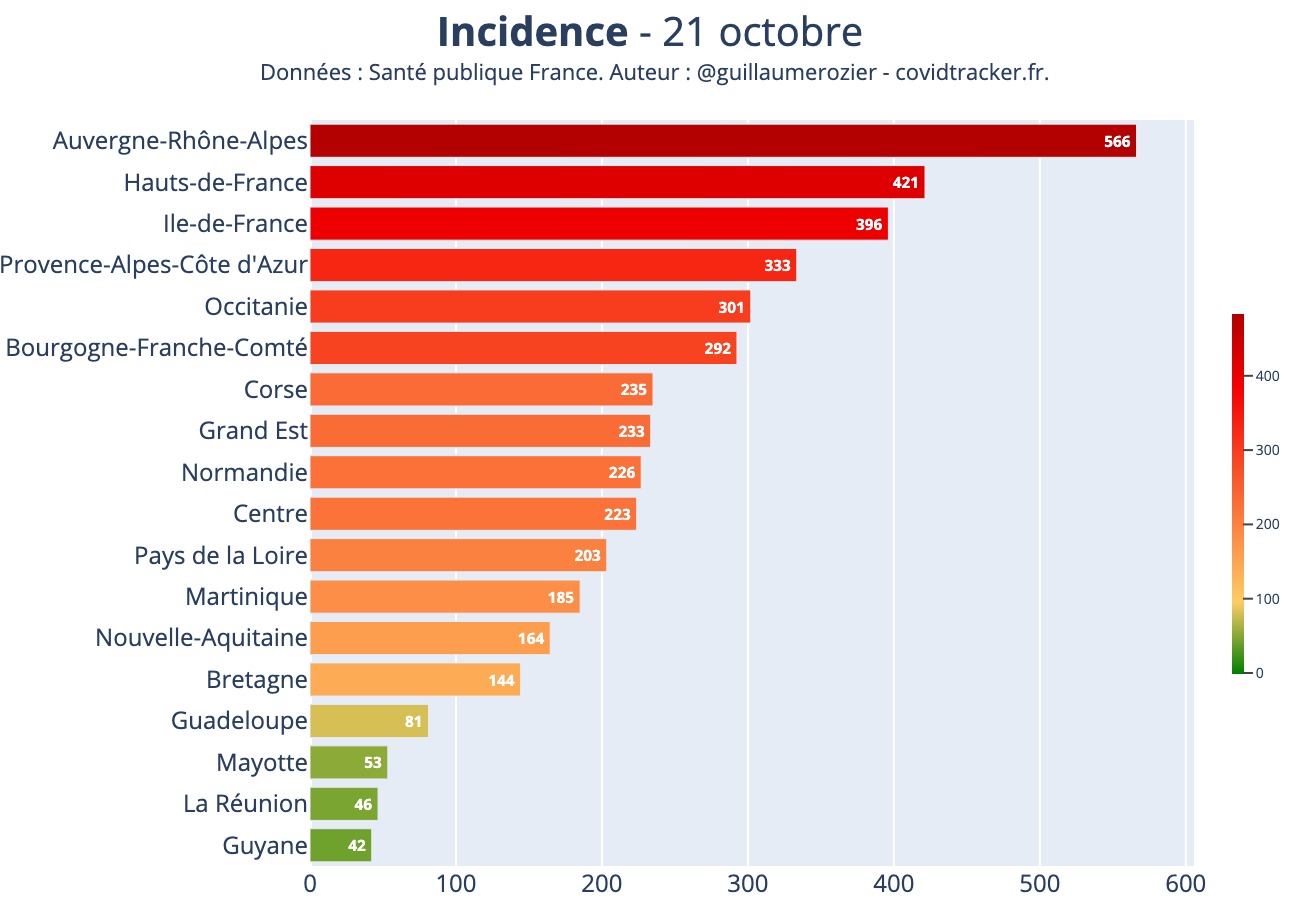 Incidence - 21 octobre
Données : Santé publique France. Auteur : @guillaumerozier - covidtracker.fr.
Auvergne-Rhône-Alpes 566
Hauts-de-France 421
Ile-de-France 396
Provence-Alpes-Côte d'Azur 333
Occitanie 301
Bourgogne-Franche-Comté 292
Corse 235
Grand Est 233
Normandie 226
Centre 223
Pays de la Loire 203
Martinique 185
Nouvelle-Aquitaine 164
Bretagne 144
Guadeloupe 81
Mayotte 53
La Réunion 46
Guyane 42
0 100 200 300 400 500 600
400
300
200
100
0